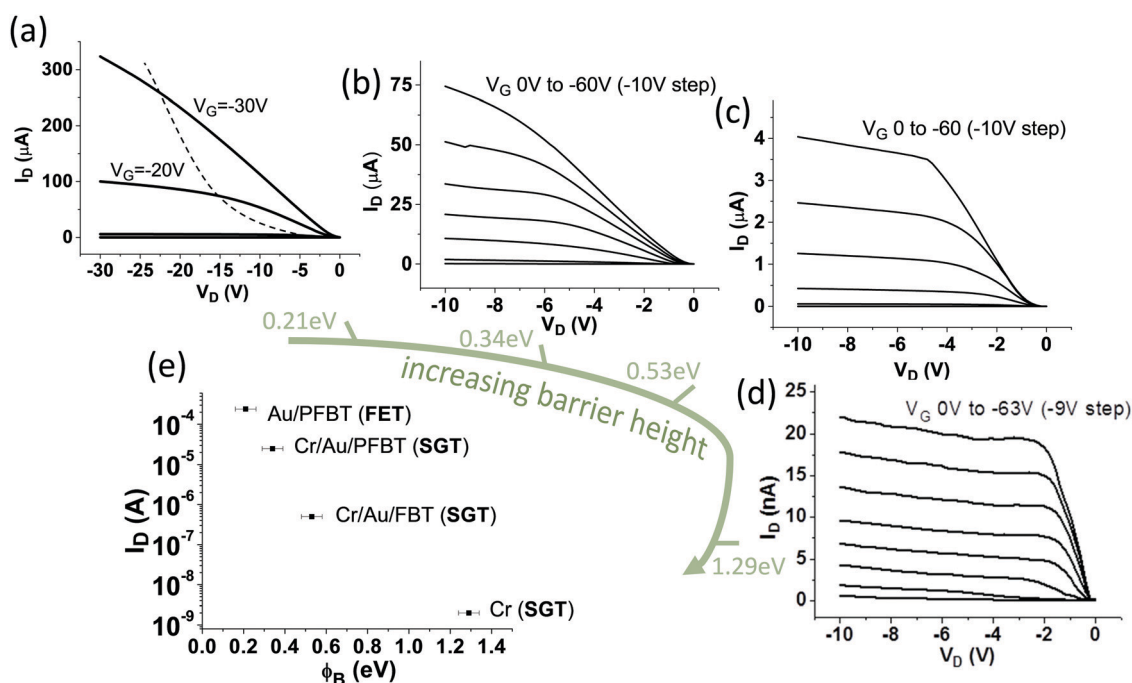 (a)
300
200
100
0
I_D (μA)
V_G=-30V
V_G=-20V
-30 -25 -20 -15 -10 -5 0
V_D (V)
(b)
V_G 0V to -60V (-10V step)
75
50
25
0
I_D (μA)
-10 -8 -6 -4 -2 0
V_D (V)
(c)
V_G 0 to -60 (-10V step)
4
3
2
1
0
I_D (μA)
-10 -8 -6 -4 -2 0
V_D (V)
0.21eV
0.34eV
0.53eV
1.29eV
increasing barrier height
(e)
Au/PFBT (FET)
Cr/Au/PFBT (SGT)
Cr/Au/FBT (SGT)
Cr (SGT)
10⁻⁴
10⁻⁵
10⁻⁶
10⁻⁷
10⁻⁸
10⁻⁹
I_D (A)
0.0 0.2 0.4 0.6 0.8 1.0 1.2 1.4
ϕ_B (eV)
(d)
V_G 0V to -63V (-9V step)
25
20
15
10
5
0
I_D (nA)
-10 -8 -6 -4 -2 0
V_D (V)